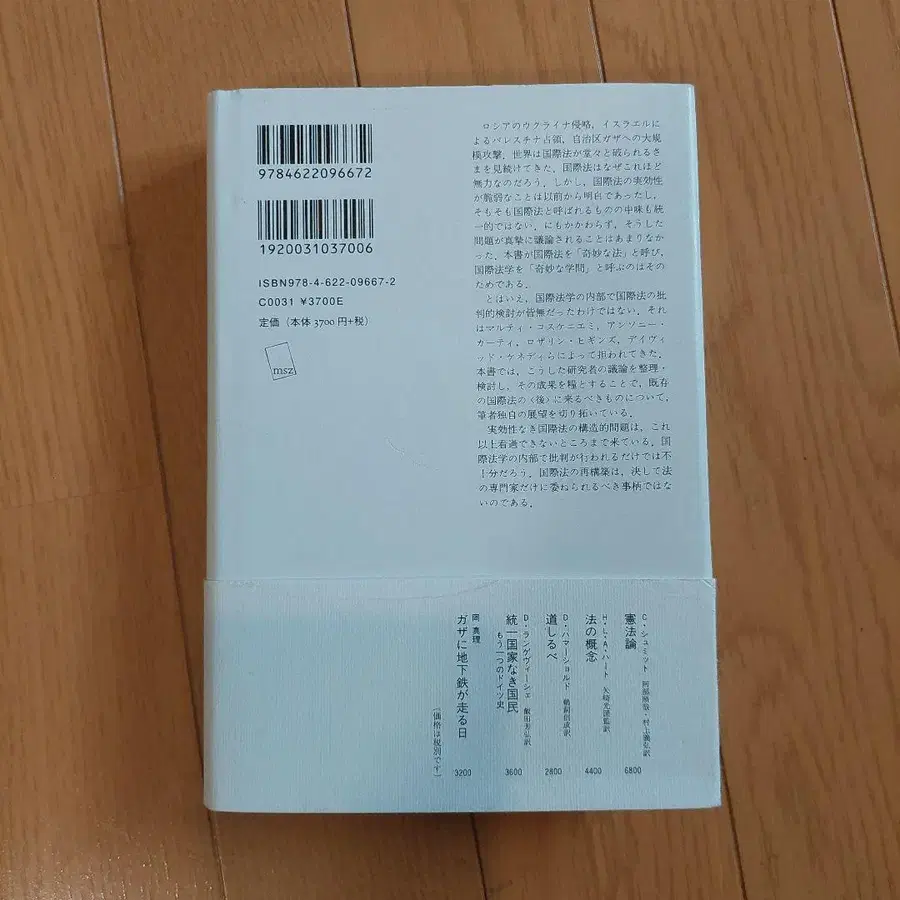 9784622096672
1920031037006
ISBN978-4-622-09667-2
C0031 ¥3700E
定価（本体3700円+税）
msz
ロシアのウクライナ侵略，イスラエルに
よるパレスチナ占領，自治区ガザへの大規
模攻撃．世界は国際法が堂々と破られるさ
まを見続けてきた．国際法はなぜこれほど
無力なのだろう．しかし，国際法の実効性
が脆弱なことは以前から明白であったし，
そもそも国際法と呼ばれるものの中味も統
一的ではない．にもかかわらず，そうした
問題が真摯に議論されることはあまりなか
った．本書が国際法を「奇妙な法」と呼び，
国際法学を「奇妙な学問」と呼ぶのはその
ためである．
とはいえ，国際法学の内部で国際法の批
判的検討が皆無だったわけではない．それ
はマルティ・コスケニエミ，アンソニー・
カーティ，ロザリン・ヒギンズ，デイヴィ
ッド・ケネディらによって担われてきた．
本書では，こうした研究者の議論を整理・
検討し，その成果を糧とすることで，既存
の国際法の〈後〉に来るべきものについて，
筆者独自の展望を切り拓いている．
実効性なき国際法の構造的問題は，これ
以上看過できないところまで来ている．国
際法学の内部で批判が行われるだけでは不
十分だろう．国際法の再構築は，決して法
の専門家だけに委ねられるべき事柄ではな
いのである．
憲法論
C・シュミット 阿部照哉・村上義弘訳
6800
法の概念
H・L・A・ハート 矢崎光圀監訳
4400
道しるべ
D・ハマーショルド 鵜飼信成訳
2800
統一国家なき国民
もう一つのドイツ史
D・ランゲヴィーシェ 飯田芳弘訳
3600
ガザに地下鉄が走る日
岡 真理
3200
（価格は税別です）